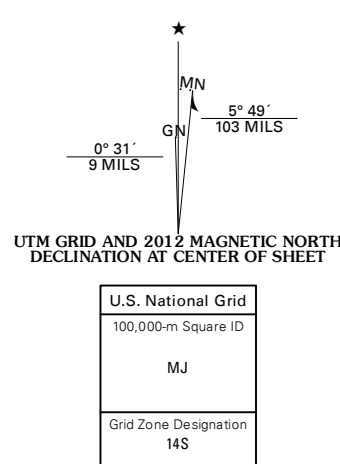 ★
MN
GN
5° 49´
103 MILS
0° 31´
9 MILS
UTM GRID AND 2012 MAGNETIC NORTH
DECLINATION AT CENTER OF SHEET
U.S. National Grid
100,000-m Square ID
MJ
Grid Zone Designation
14S